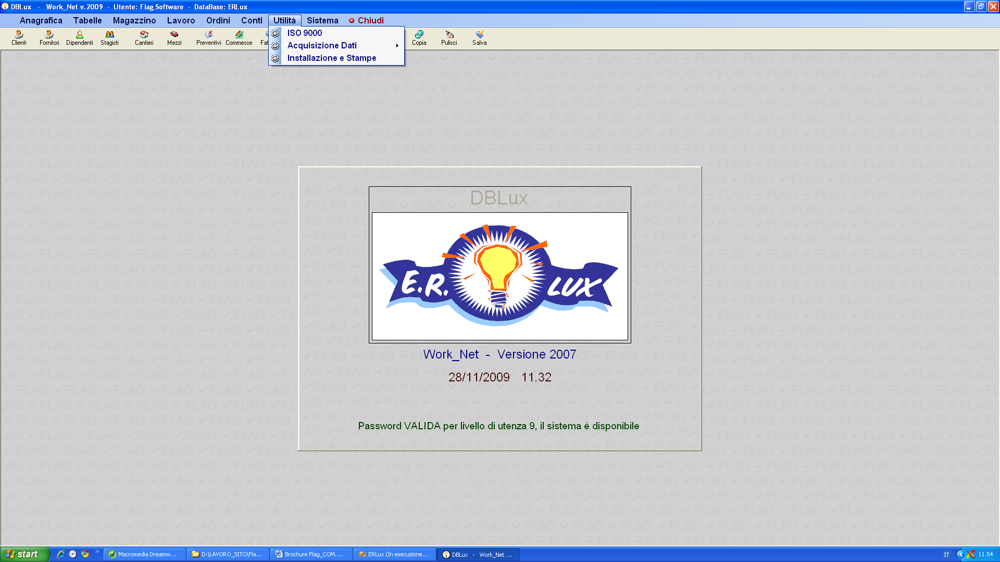 DBLux - Work_Net v.2009 - Utente: Flag Software - DataBase: ERLux
Anagrafica Tabelle Magazzino Lavoro Ordini Conti Utilità Sistema Chiudi
Clienti Fornitori Dipendenti Stagisti Cantieri Mezzi Preventivi Commesse Copia Pulisci Salva
ISO 9000
Acquisizione Dati
Installazione e Stampe
DBLux
E.R. LUX
Work_Net - Versione 2007
28/11/2009 11.32
Password VALIDA per livello di utenza 9, il sistema è disponibile
start
Macromedia Dreamw...
D:\LAVORO_SITO\Fla...
Brochure Flag_COM....
ERLux (In esecuzione...
DBLux - Work_Net ...
IT
11.54